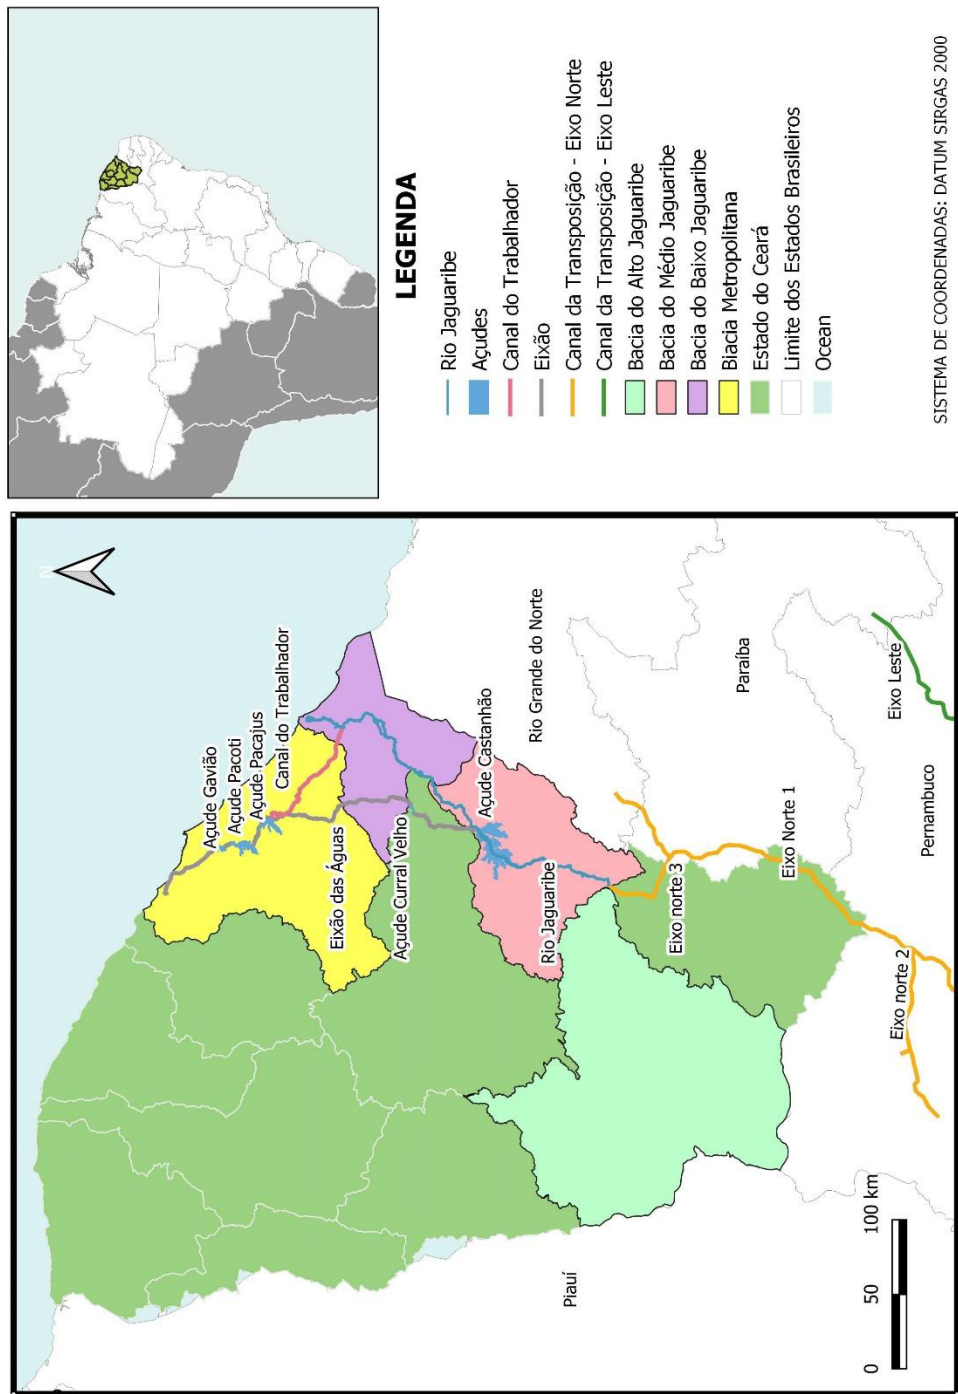 N
Açude Gavião
Açude Pacoti
Açude Pacajus
Canal do Trabalhador
Eixão das Águas
Açude Curral Velho
Açude Castanhão
Rio Grande do Norte
Rio Jaguaribe
Piauí
Eixo norte 3
Paraíba
Eixo Norte 1
Eixo Leste
Eixo norte 2
Pernambuco
0 50 100 km
LEGENDA
Rio Jaguaribe
Açudes
Canal do Trabalhador
Eixão
Canal da Transposição - Eixo Norte
Canal da Transposição - Eixo Leste
Bacia do Alto Jaguaribe
Bacia do Médio Jaguaribe
Bacia do Baixo Jaguaribe
Biacia Metropolitana
Estado do Ceará
Limite dos Estados Brasileiros
Ocean
SISTEMA DE COORDENADAS: DATUM SIRGAS 2000